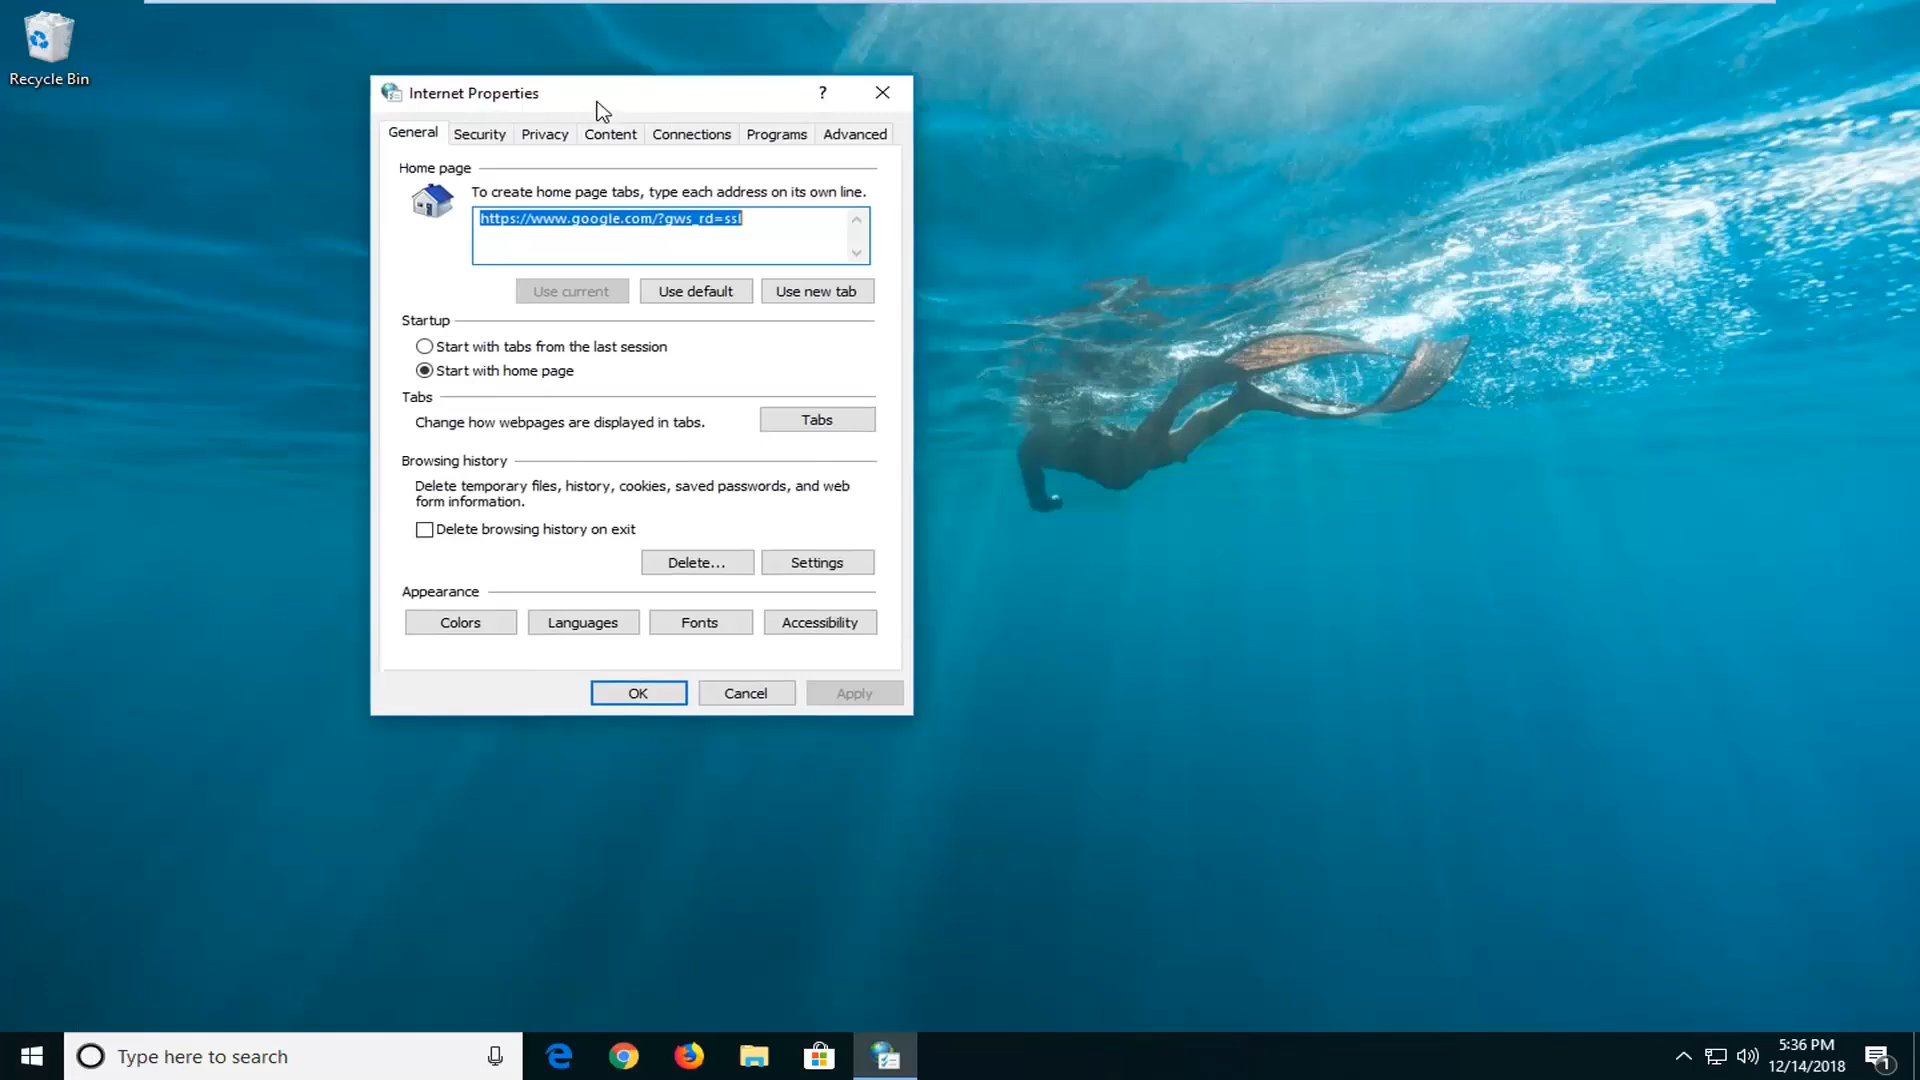 Recycle Bin
Internet Properties
?
General Security Privacy Content Connections Programs Advanced
Home page
To create home page tabs, type each address on its own line.
https://www.google.com/?gws_rd=ssl
Use current Use default Use new tab
Startup
Start with tabs from the last session
Start with home page
Tabs
Change how webpages are displayed in tabs. Tabs
Browsing history
Delete temporary files, history, cookies, saved passwords, and web
form information.
Delete browsing history on exit
Delete... Settings
Appearance
Colors Languages Fonts Accessibility
OK Cancel Apply
Type here to search
5:36 PM
12/14/2018
1